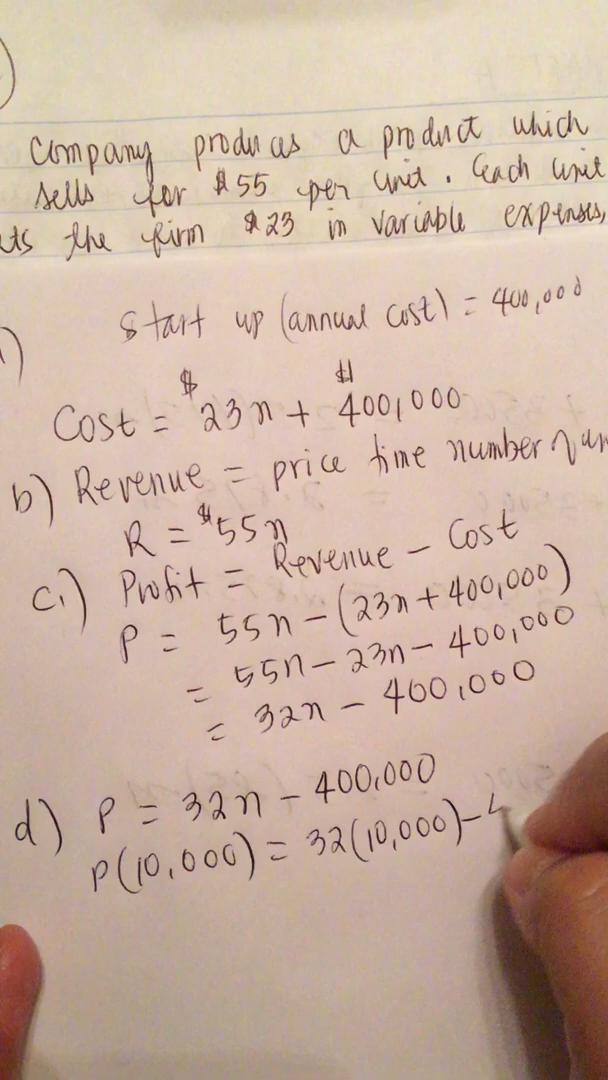 Company produces a product which
sells for $55 per unit. Each unit
ts the firm $23 in variable expenses,
Start up (annual cost) = 400,000
Cost = $23n + $400,000
b) Revenue = price time number
R = $55n
c.) Profit = Revenue - Cost
P = 55n - (23n + 400,000)
= 55n - 23n - 400,000
= 32n - 400,000
d) P = 32n - 400,000
P(10,000) = 32(10,000) -